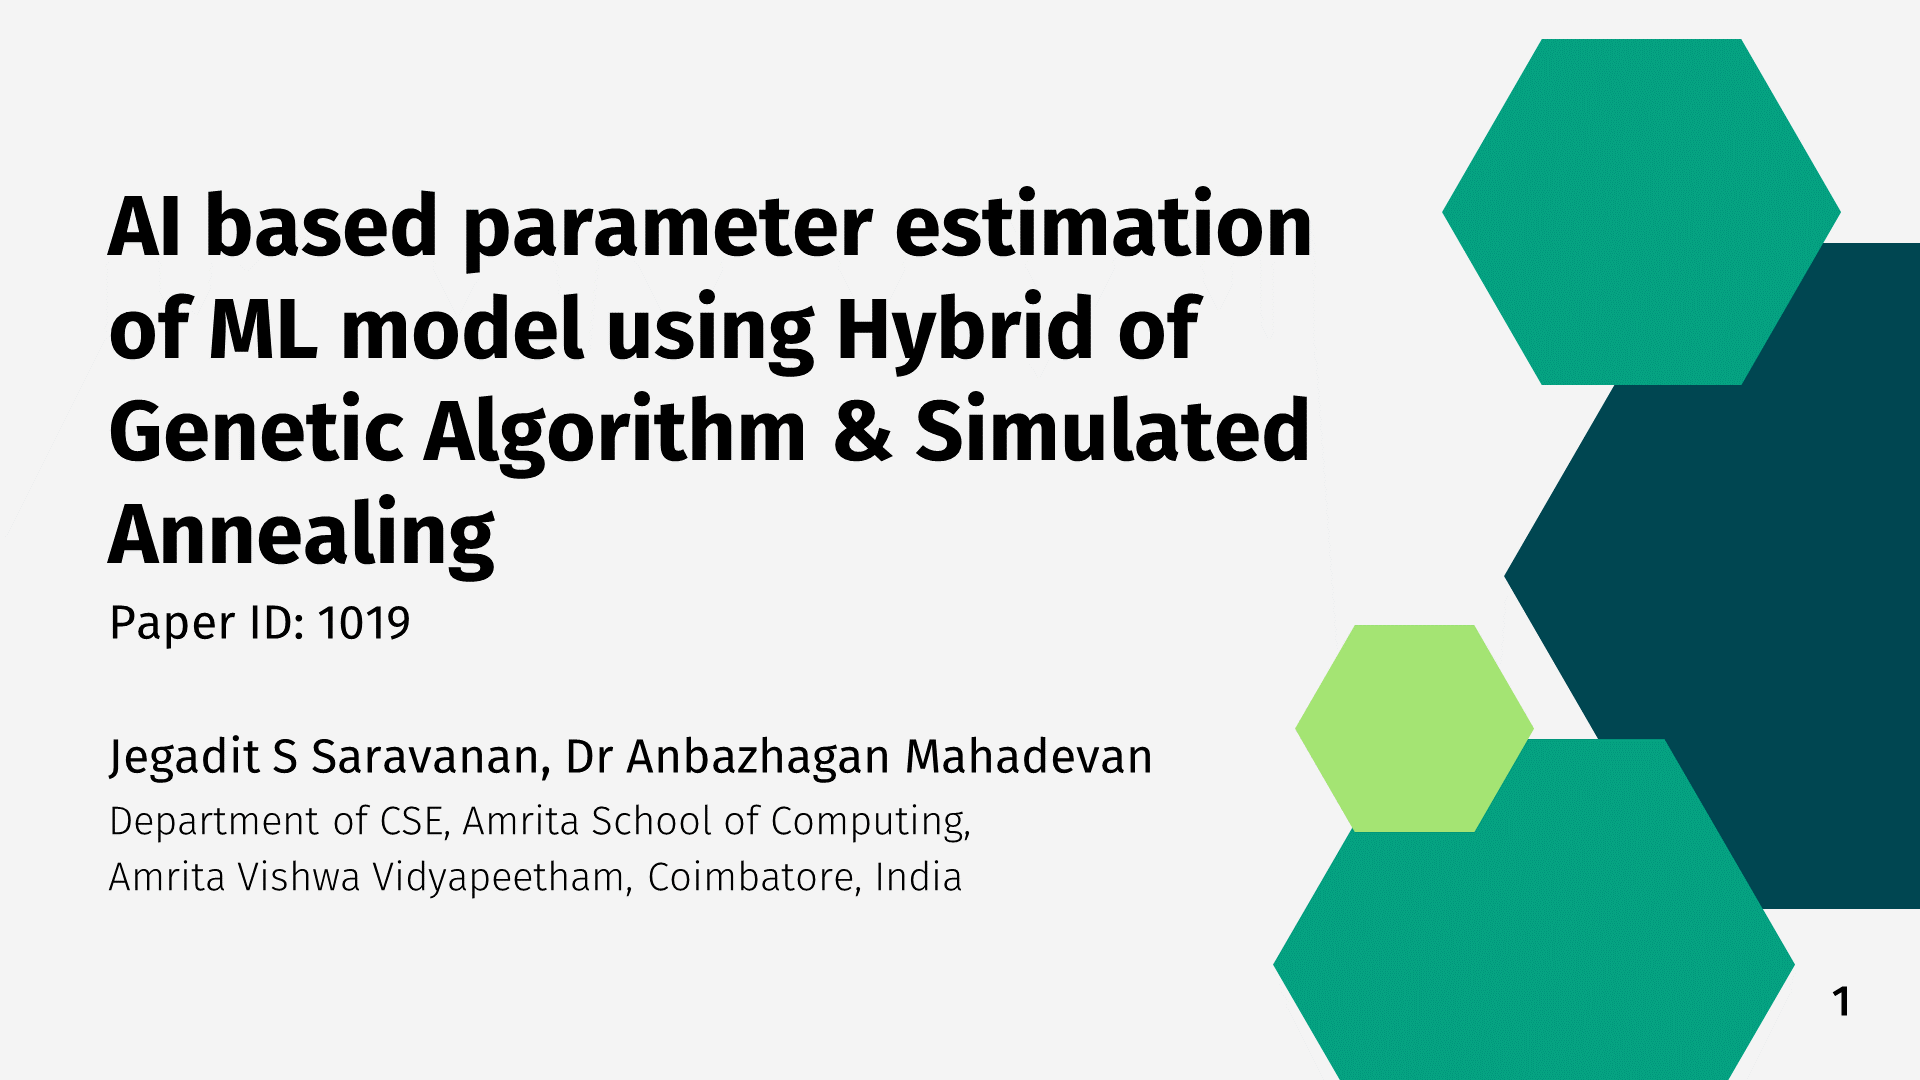 AI based parameter estimation
of ML model using Hybrid of
Genetic Algorithm & Simulated
Annealing
Paper ID: 1019
Jegadit S Saravanan, Dr Anbazhagan Mahadevan
Department of CSE, Amrita School of Computing,
Amrita Vishwa Vidyapeetham, Coimbatore, India
1